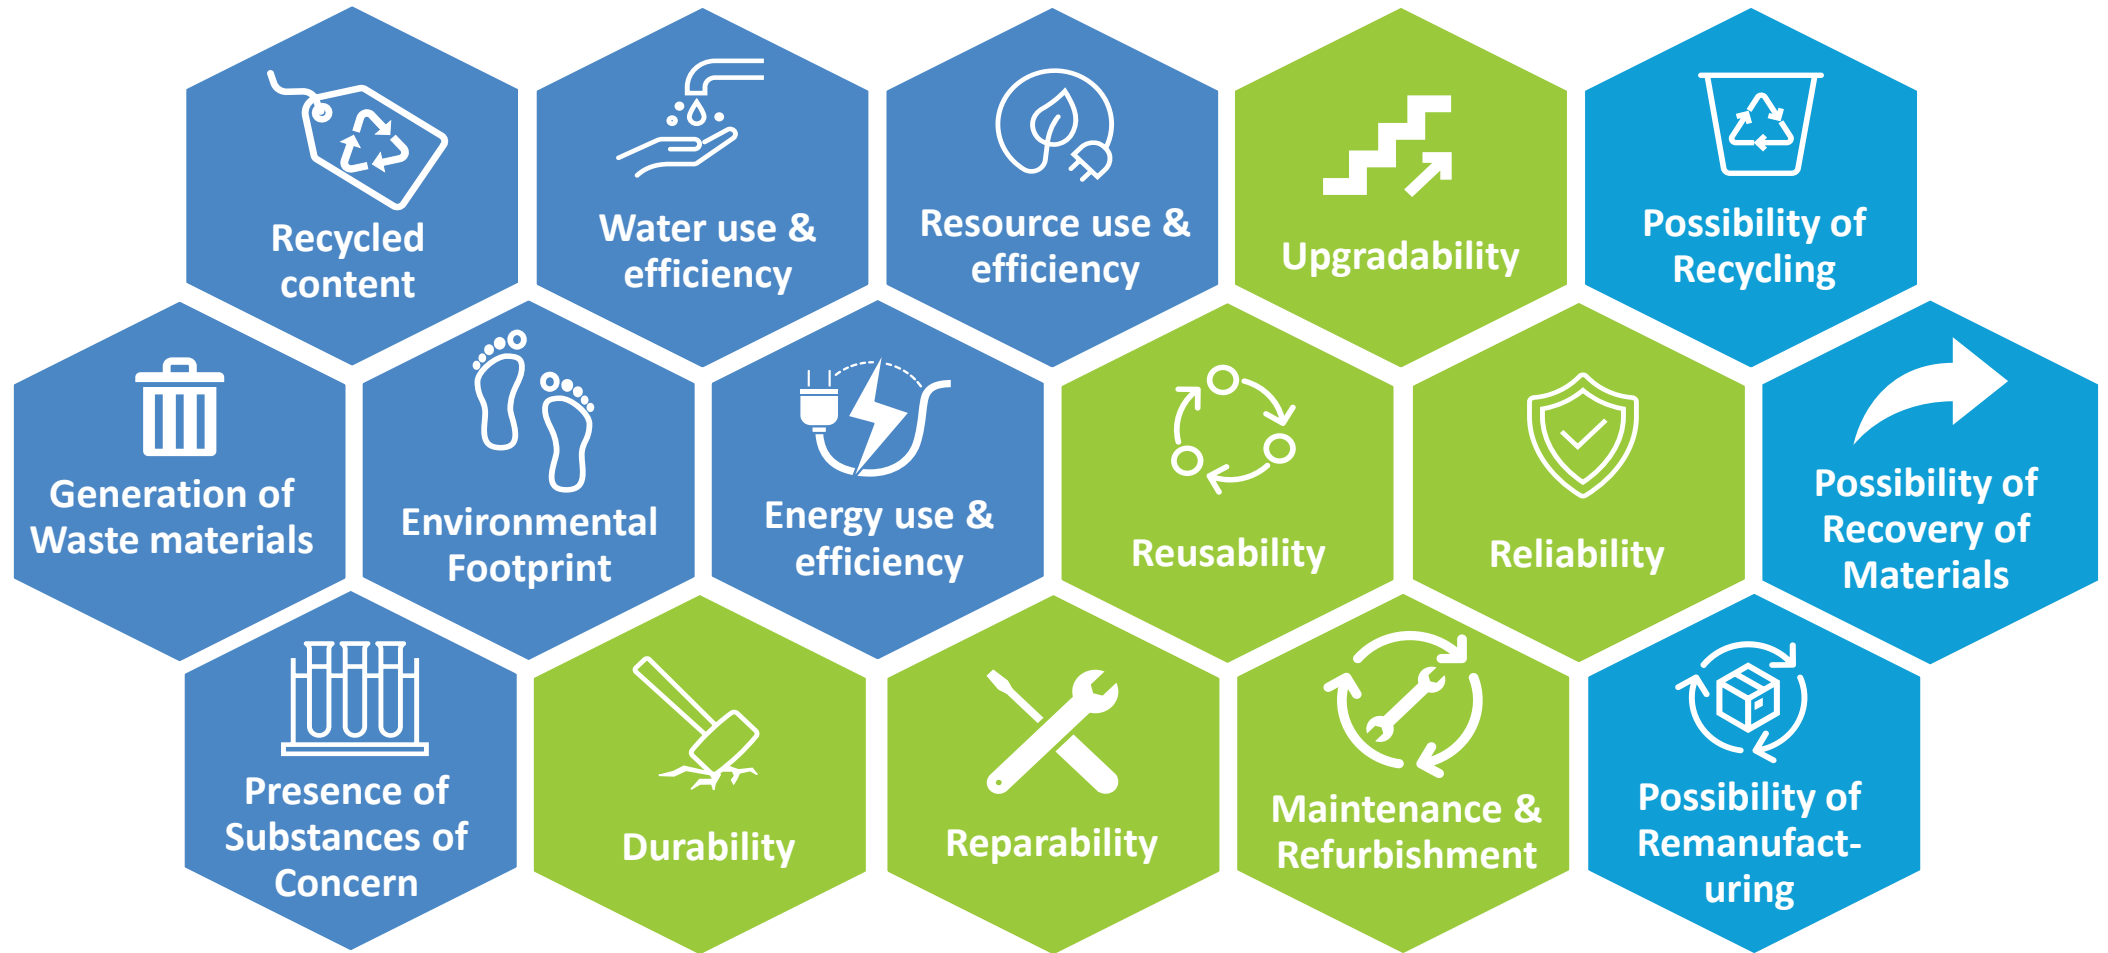 Recycled
content
Water use &
efficiency
Resource use &
efficiency
Upgradability
Possibility of
Recycling
Generation of
Waste materials
Environmental
Footprint
Energy use &
efficiency
Reusability
Reliability
Possibility of
Recovery of
Materials
Presence of
Substances of
Concern
Durability
Reparability
Maintenance &
Refurbishment
Possibility of
Remanufact-
uring